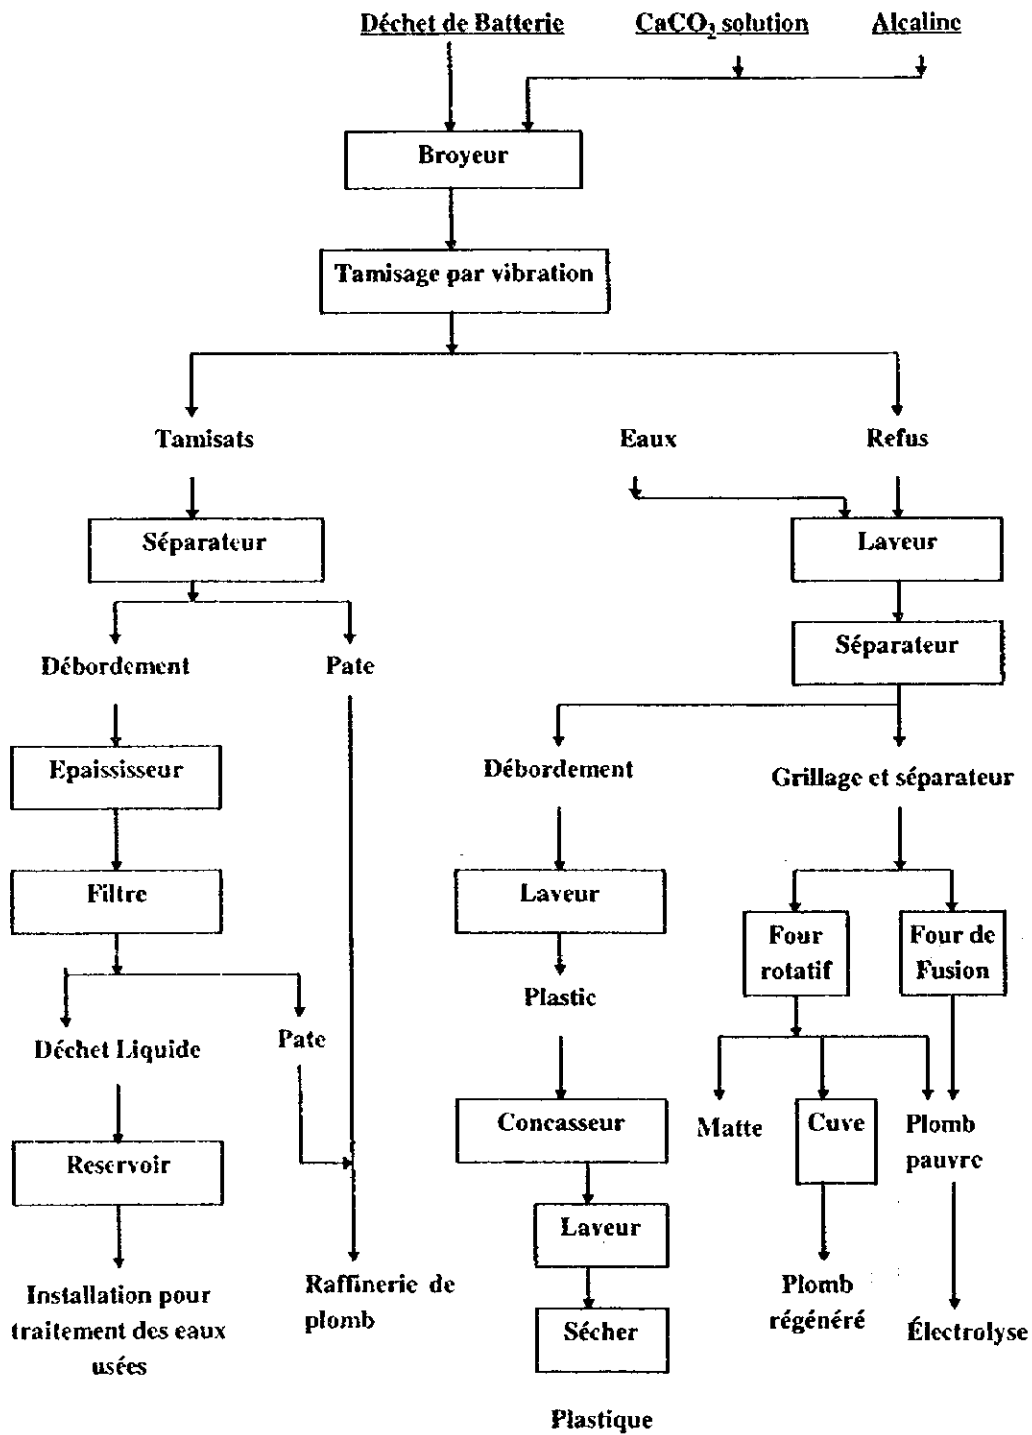 Déchet de Batterie
CaCO₃ solution
Alcaline
Broyeur
Tamisage par vibration
Tamisats
Eaux
Refus
Séparateur
Laveur
Séparateur
Débordement
Pate
Epaississeur
Débordement
Grillage et séparateur
Filtre
Laveur
Four
rotatif
Four de
Fusion
Plastic
Déchet Liquide
Pate
Concasseur
Matte
Cuve
Plomb
pauvre
Reservoir
Laveur
Installation pour
traitement des eaux
usées
Raffinerie de
plomb
Sécher
Plomb
régénéré
Électrolyse
Plastique